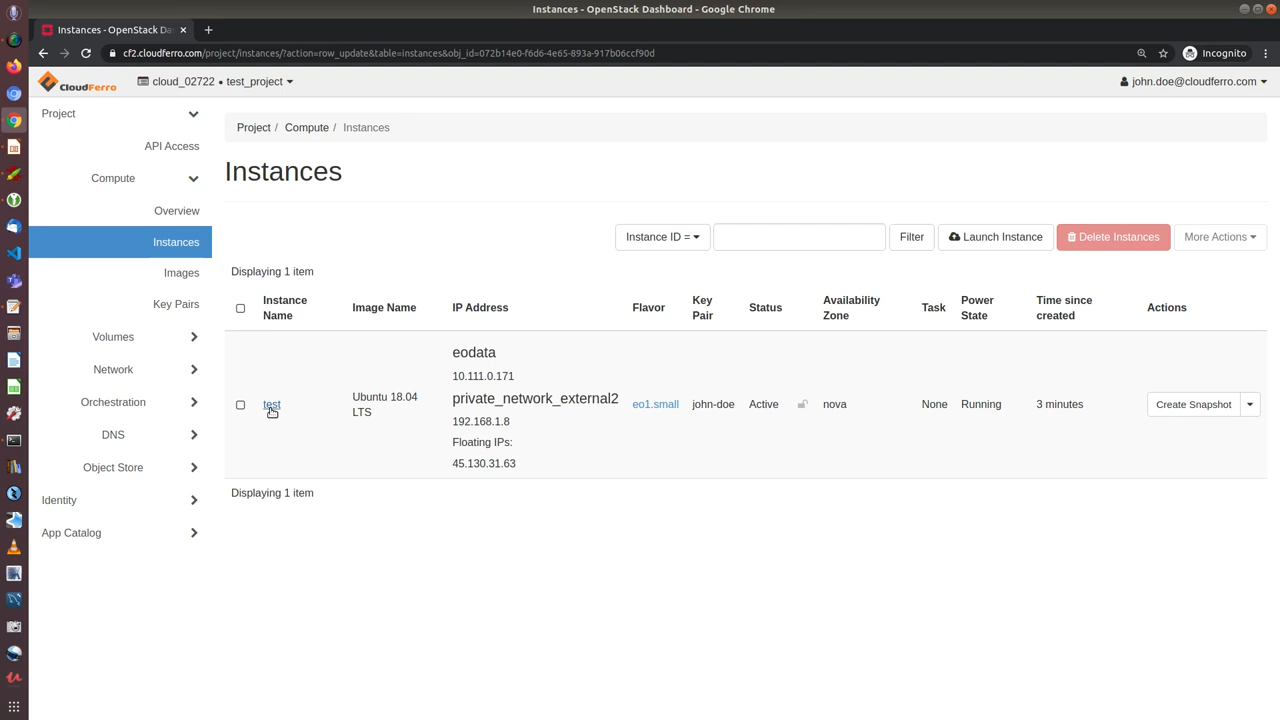 Instances - OpenStack Dashboard - Google Chrome
Instances - OpenStack Da
cf2.cloudferro.com/project/instances/?action=row_update&table=instances&obj_id=072b14e0-f6d6-4e65-893a-917b06ccf90d
Incognito
CLOUDFERRO
cloud_02722 • test_project
john.doe@cloudferro.com
Project
API Access
Compute
Overview
Instances
Images
Key Pairs
Volumes
Network
Orchestration
DNS
Object Store
Identity
App Catalog
Project / Compute / Instances
Instances
Instance ID =
Filter
Launch Instance
Delete Instances
More Actions
Displaying 1 item
Instance Name
Image Name
IP Address
Flavor
Key Pair
Status
Availability Zone
Task
Power State
Time since created
Actions
test
Ubuntu 18.04 LTS
eodata
10.111.0.171
private_network_external2
192.168.1.8
Floating IPs:
45.130.31.63
eo1.small
john-doe
Active
nova
None
Running
3 minutes
Create Snapshot
Displaying 1 item